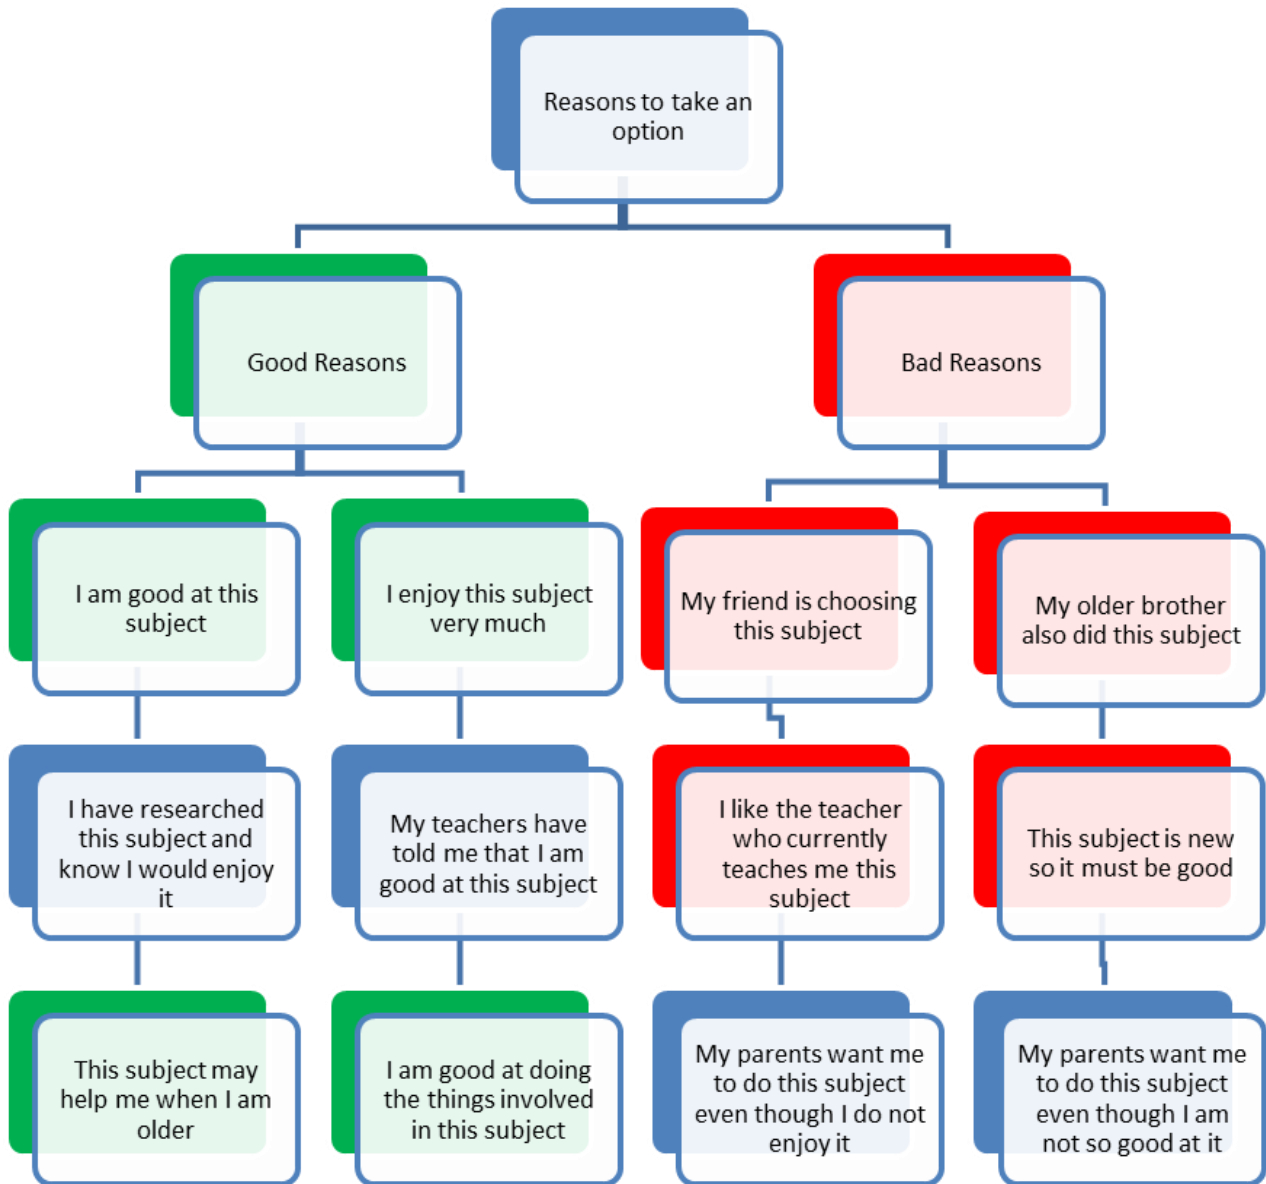 Reasons to take an
option
Good Reasons
Bad Reasons
I am good at this
subject
I enjoy this subject
very much
My friend is choosing
this subject
My older brother
also did this subject
I have researched
this subject and
know I would enjoy
it
My teachers have
told me that I am
good at this subject
I like the teacher
who currently
teaches me this
subject
This subject is new
so it must be good
This subject may
help me when I am
older
I am good at doing
the things involved
in this subject
My parents want me
to do this subject
even though I do not
enjoy it
My parents want me
to do this subject
even though I am
not so good at it